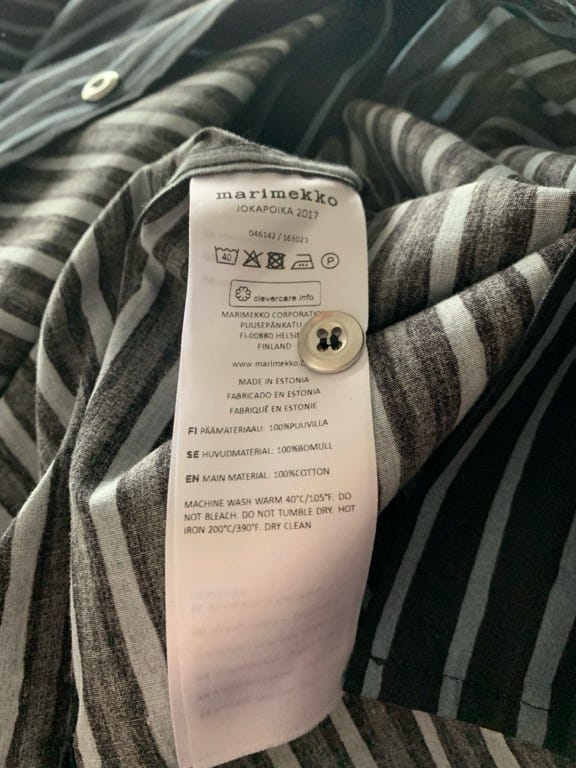 marimekko
JOKAPOIKA 2017
046142 / 163021
40
P
clevercare.info
MARIMEKKO CORPORATION
PUUSEPÄNKATU
FI-00880 HELSINKI
FINLAND
www.marimekko.c
MADE IN ESTONIA
FABRICADO EN ESTONIA
FABRIQUÉ EN ESTONIE
FI PÄÄMATERIAALI: 100%PUUVILLA
SE HUVUDMATERIAL: 100%BOMULL
EN MAIN MATERIAL: 100%COTTON
MACHINE WASH WARM 40°C/105°F. DO
NOT BLEACH. DO NOT TUMBLE DRY. HOT
IRON 200°C/390°F. DRY CLEAN